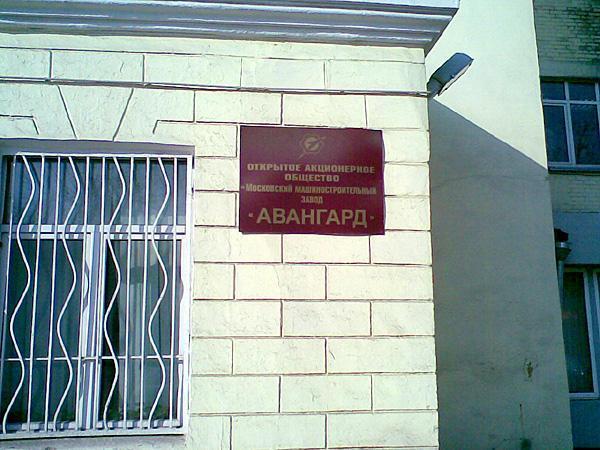 ОТКРЫТОЕ АКЦИОНЕРНОЕ
ОБЩЕСТВО
"МОСКОВСКИЙ МАШИНОСТРОИТЕЛЬНЫЙ
ЗАВОД
"АВАНГАРД"